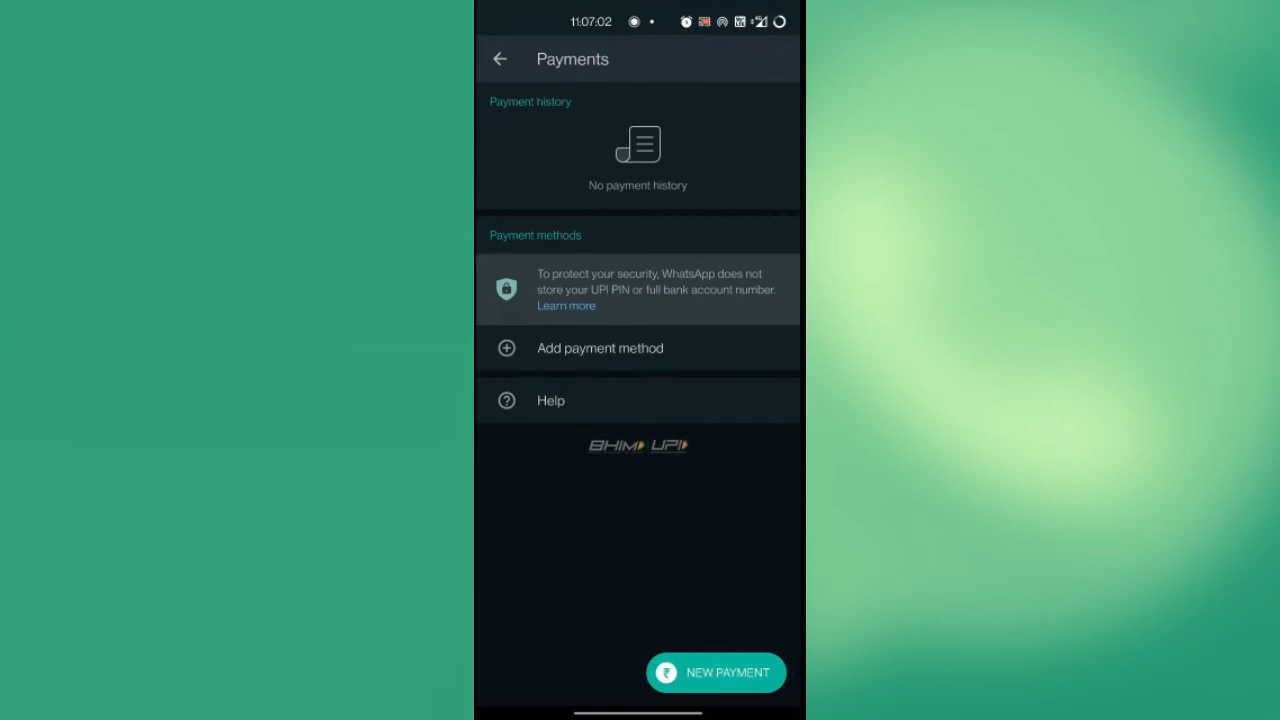 11:07:02
Payments
Payment history
No payment history
Payment methods
To protect your security, WhatsApp does not
store your UPI PIN or full bank account number.
Learn more
Add payment method
Help
BHIM UPI
NEW PAYMENT